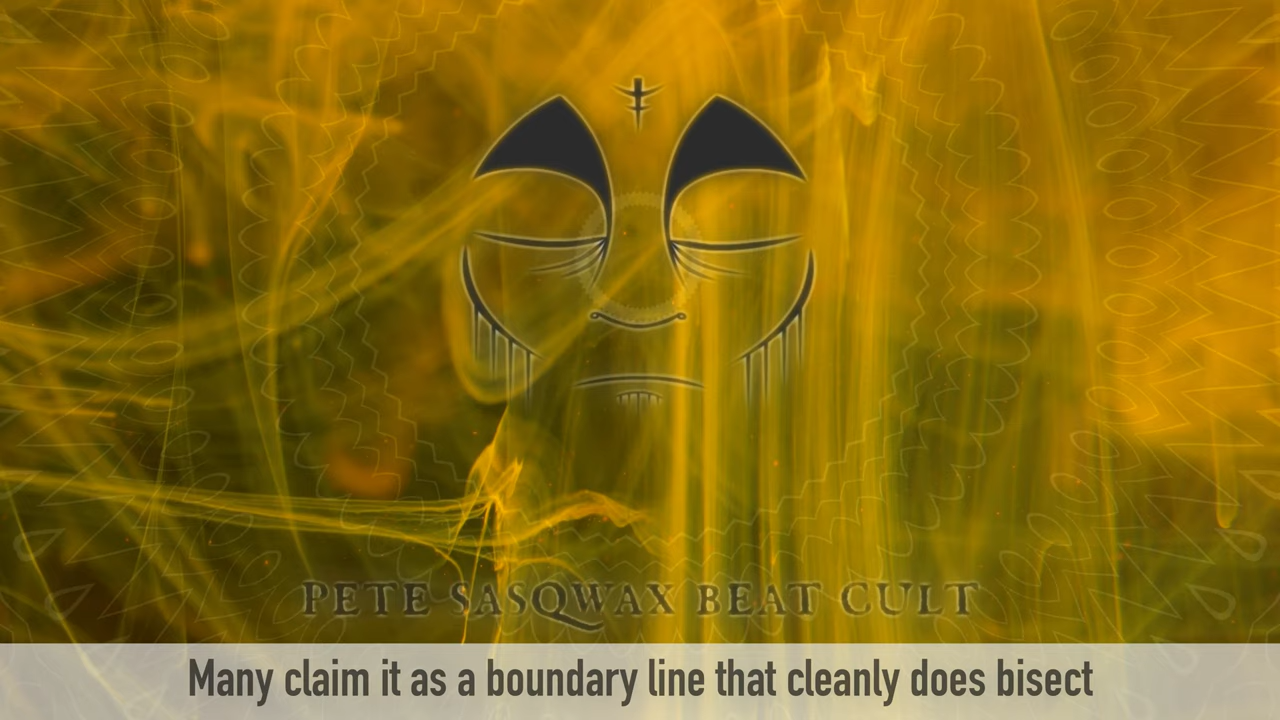 PETE SASQWAX BEAT CULT
Many claim it as a boundary line that cleanly does bisect